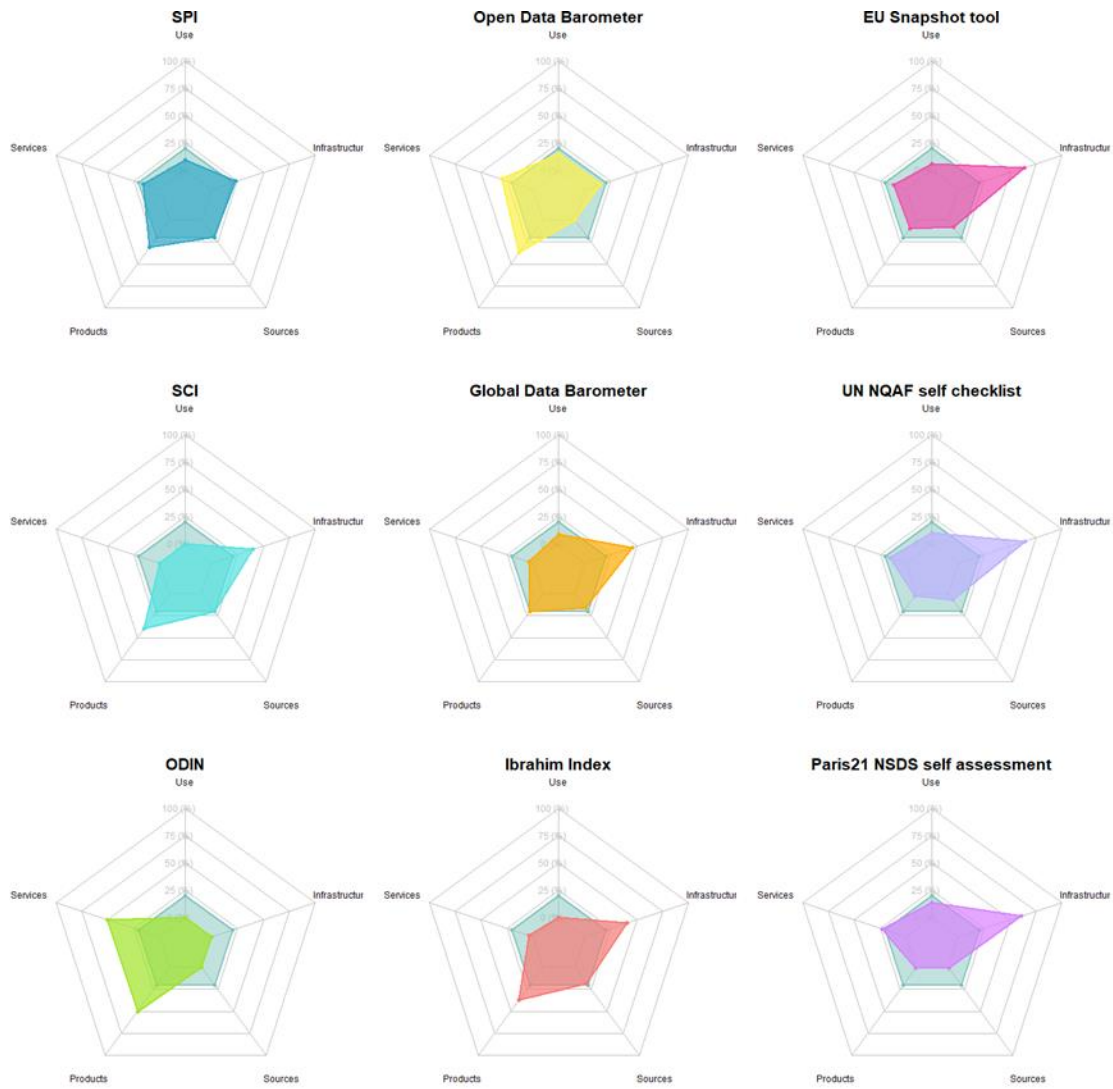 SPI
Use
100 (%)
75 (%)
50 (%)
25 (%)
Services
Infrastructur
Products
Sources
Open Data Barometer
Use
100 (%)
75 (%)
50 (%)
25 (%)
Services
Infrastructur
Products
Sources
EU Snapshot tool
Use
100 (%)
75 (%)
50 (%)
25 (%)
Services
Infrastructur
Products
Sources
SCI
Use
100 (%)
75 (%)
50 (%)
25 (%)
0 (%)
Services
Infrastructur
Products
Sources
Global Data Barometer
Use
100 (%)
75 (%)
50 (%)
25 (%)
Services
Infrastructur
Products
Sources
UN NQAF self checklist
Use
100 (%)
75 (%)
50 (%)
25 (%)
Services
Infrastructur
Products
Sources
ODIN
Use
100 (%)
75 (%)
50 (%)
25 (%)
0 (%)
Services
Infrastructur
Products
Sources
Ibrahim Index
Use
100 (%)
75 (%)
50 (%)
25 (%)
0 (%)
Services
Infrastructur
Products
Sources
Paris21 NSDS self assessment
Use
100 (%)
75 (%)
50 (%)
25 (%)
Services
Infrastructur
Products
Sources